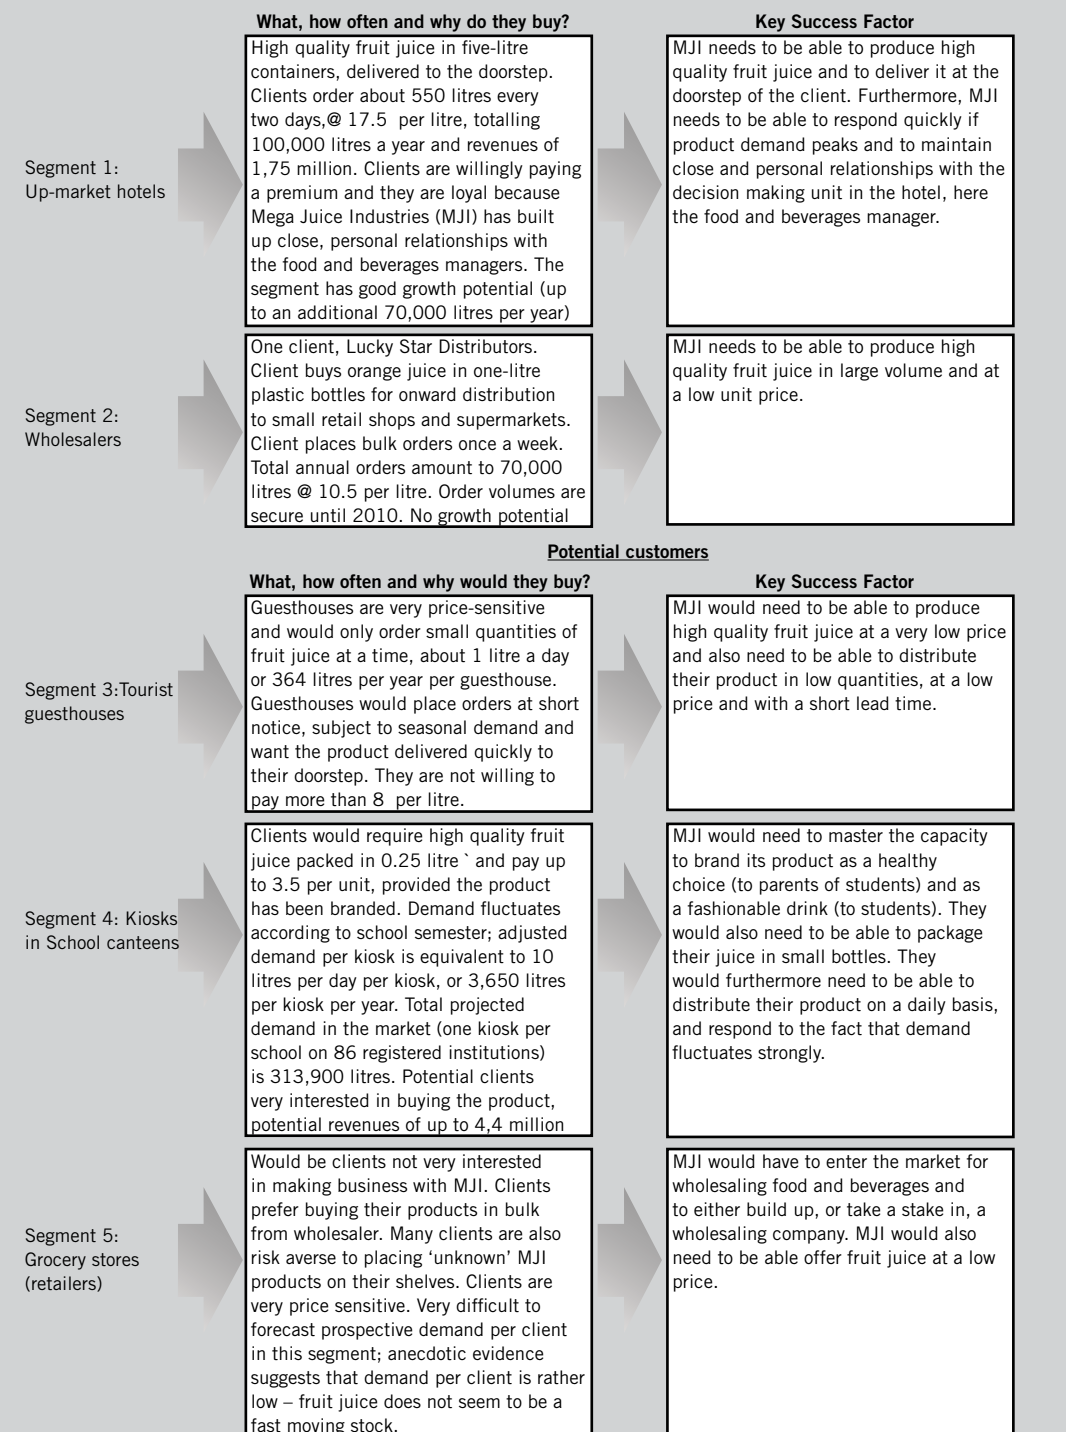 What, how often and why do they buy?
Key Success Factor
Segment 1:
Up-market hotels
High quality fruit juice in five-litre
containers, delivered to the doorstep.
Clients order about 550 litres every
two days,@ 17.5 per litre, totalling
100,000 litres a year and revenues of
1,75 million. Clients are willingly paying
a premium and they are loyal because
Mega Juice Industries (MJI) has built
up close, personal relationships with
the food and beverages managers. The
segment has good growth potential (up
to an additional 70,000 litres per year)
MJI needs to be able to produce high
quality fruit juice and to deliver it at the
doorstep of the client. Furthermore, MJI
needs to be able to respond quickly if
product demand peaks and to maintain
close and personal relationships with the
decision making unit in the hotel, here
the food and beverages manager.
Segment 2:
Wholesalers
One client, Lucky Star Distributors.
Client buys orange juice in one-litre
plastic bottles for onward distribution
to small retail shops and supermarkets.
Client places bulk orders once a week.
Total annual orders amount to 70,000
litres @ 10.5 per litre. Order volumes are
secure until 2010. No growth potential
MJI needs to be able to produce high
quality fruit juice in large volume and at
a low unit price.
Potential customers
What, how often and why would they buy?
Key Success Factor
Segment 3:Tourist
guesthouses
Guesthouses are very price-sensitive
and would only order small quantities of
fruit juice at a time, about 1 litre a day
or 364 litres per year per guesthouse.
Guesthouses would place orders at short
notice, subject to seasonal demand and
want the product delivered quickly to
their doorstep. They are not willing to
pay more than 8 per litre.
MJI would need to be able to produce
high quality fruit juice at a very low price
and also need to be able to distribute
their product in low quantities, at a low
price and with a short lead time.
Segment 4: Kiosks
in School canteens
Clients would require high quality fruit
juice packed in 0.25 litre ` and pay up
to 3.5 per unit, provided the product
has been branded. Demand fluctuates
according to school semester; adjusted
demand per kiosk is equivalent to 10
litres per day per kiosk, or 3,650 litres
per kiosk per year. Total projected
demand in the market (one kiosk per
school on 86 registered institutions)
is 313,900 litres. Potential clients
very interested in buying the product,
potential revenues of up to 4,4 million
MJI would need to master the capacity
to brand its product as a healthy
choice (to parents of students) and as
a fashionable drink (to students). They
would also need to be able to package
their juice in small bottles. They
would furthermore need to be able to
distribute their product on a daily basis,
and respond to the fact that demand
fluctuates strongly.
Segment 5:
Grocery stores
(retailers)
Would be clients not very interested
in making business with MJI. Clients
prefer buying their products in bulk
from wholesaler. Many clients are also
risk averse to placing ‘unknown’ MJI
products on their shelves. Clients are
very price sensitive. Very difficult to
forecast prospective demand per client
in this segment; anecdotic evidence
suggests that demand per client is rather
low – fruit juice does not seem to be a
fast moving stock.
MJI would have to enter the market for
wholesaling food and beverages and
to either build up, or take a stake in, a
wholesaling company. MJI would also
need to be able offer fruit juice at a low
price.